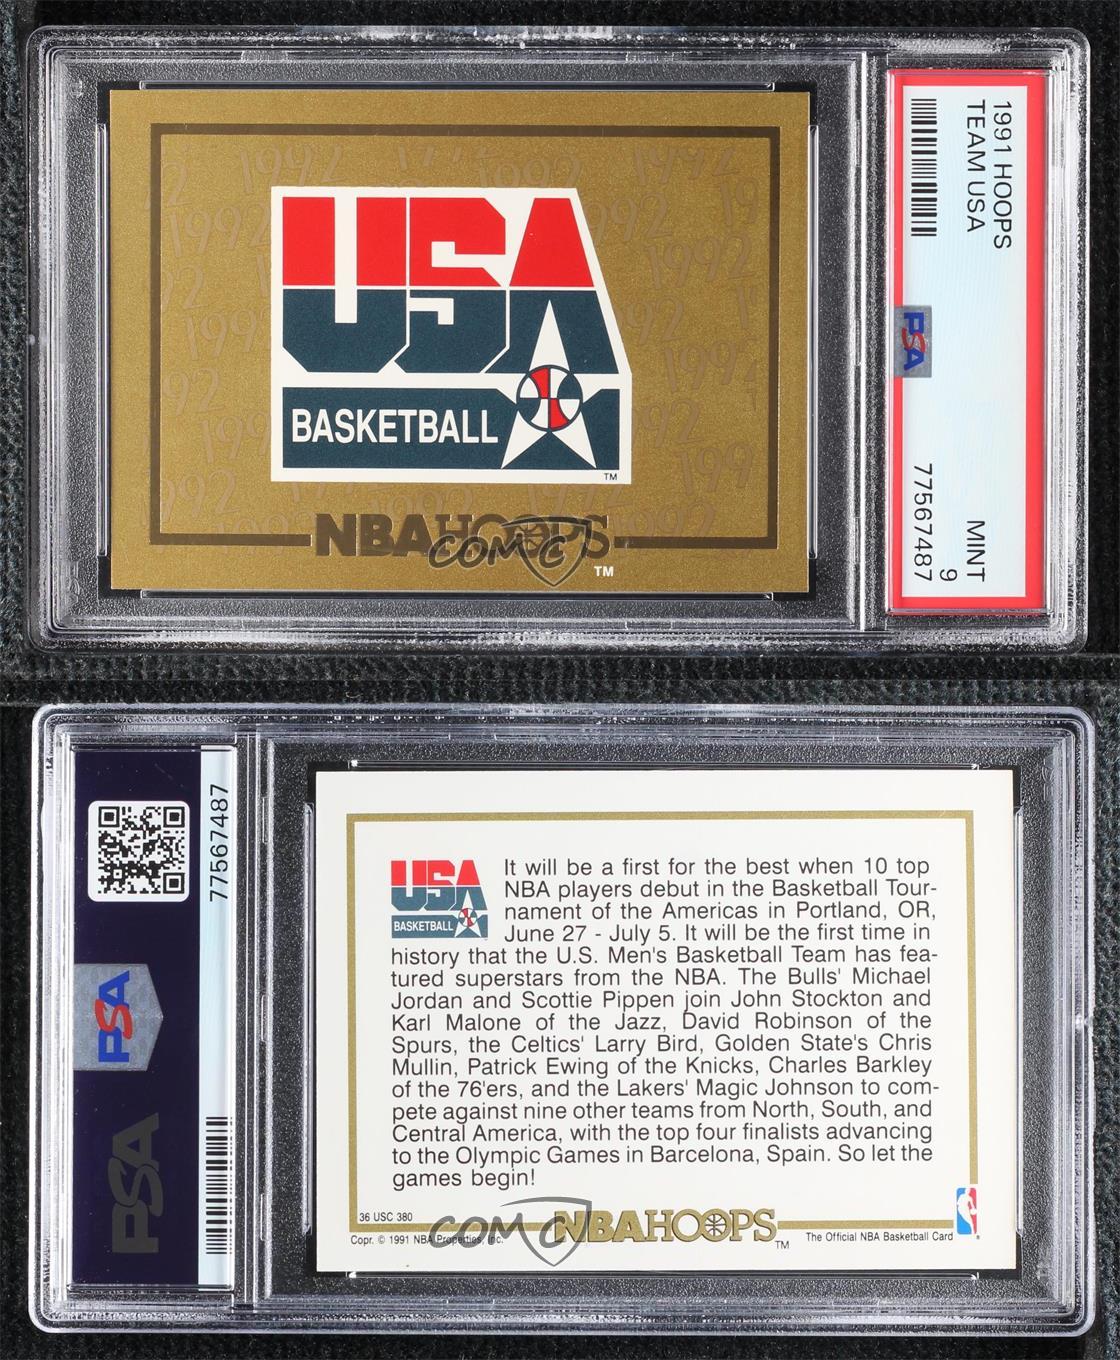 USA
BASKETBALL
TM
NBAHOOPS
TM
COMC
1991 HOOPS
TEAM USA
PSA
MINT
9
77567487
77567487
PSA
PSA
USA
BASKETBALL
It will be a first for the best when 10 top
NBA players debut in the Basketball Tour-
nament of the Americas in Portland, OR,
June 27 - July 5. It will be the first time in
history that the U.S. Men's Basketball Team has fea-
tured superstars from the NBA. The Bulls' Michael
Jordan and Scottie Pippen join John Stockton and
Karl Malone of the Jazz, David Robinson of the
Spurs, the Celtics' Larry Bird, Golden State's Chris
Mullin, Patrick Ewing of the Knicks, Charles Barkley
of the 76'ers, and the Lakers' Magic Johnson to com-
pete against nine other teams from North, South, and
Central America, with the top four finalists advancing
to the Olympic Games in Barcelona, Spain. So let the
games begin!
36 USC 380
Copr. © 1991 NBA Properties, Inc.
COMC
NBAHOOPS
TM
The Official NBA Basketball Card